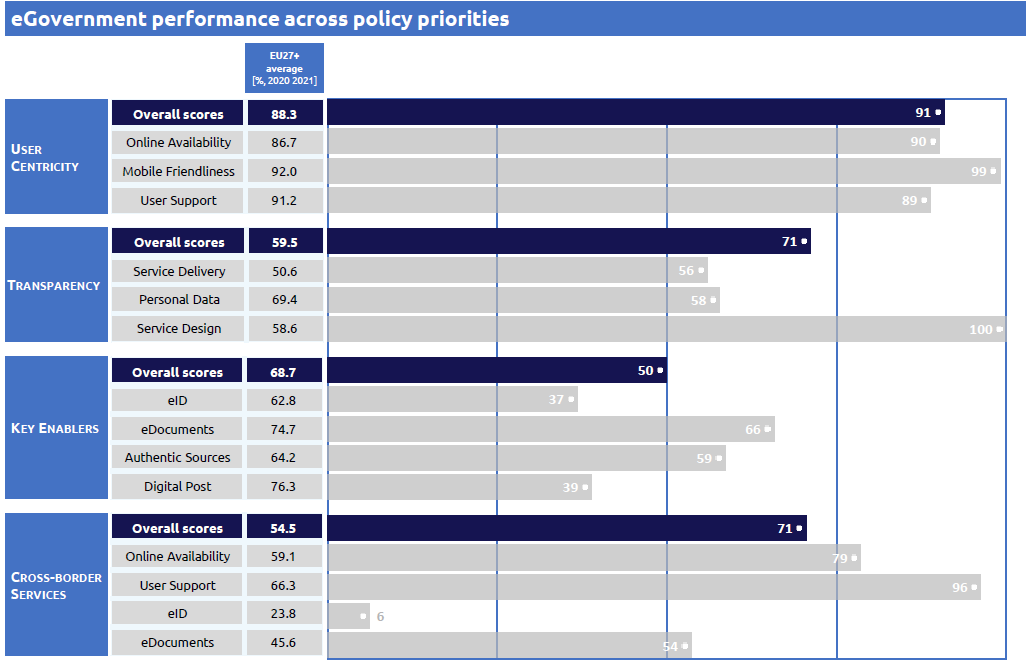 eGovernment performance across policy priorities
EU27+
average
[%, 2020 2021]
USER
CENTRICITY
Overall scores 88.3 91
Online Availability 86.7 90
Mobile Friendliness 92.0 99
User Support 91.2 89
TRANSPARENCY
Overall scores 59.5 71
Service Delivery 50.6 56
Personal Data 69.4 58
Service Design 58.6 100
KEY ENABLERS
Overall scores 68.7 50
eID 62.8 37
eDocuments 74.7 66
Authentic Sources 64.2 59
Digital Post 76.3 39
CROSS-BORDER
SERVICES
Overall scores 54.5 71
Online Availability 59.1 79
User Support 66.3 96
eID 23.8 6
eDocuments 45.6 54